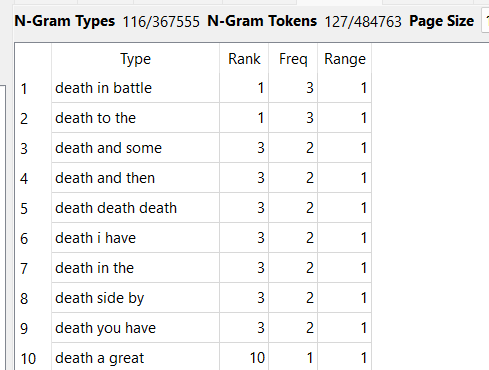 N-Gram Types 116/367555 N-Gram Tokens 127/484763 Page Size 1
Type Rank Freq Range
1 death in battle 1 3 1
2 death to the 1 3 1
3 death and some 3 2 1
4 death and then 3 2 1
5 death death death 3 2 1
6 death i have 3 2 1
7 death in the 3 2 1
8 death side by 3 2 1
9 death you have 3 2 1
10 death a great 10 1 1